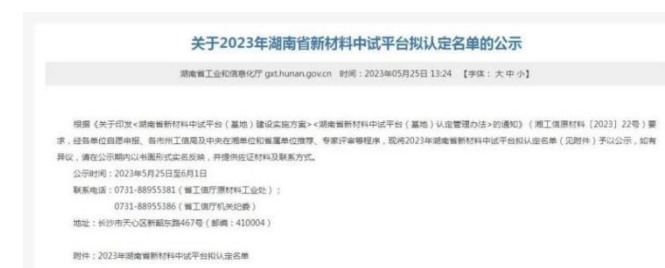 关于2023年湖南省新材料中试平台拟认定名单的公示
湖南省工业和信息化厅 gxt.hunan.gov.cn 时间：2023年05月25日 13:24 【字体：大 中 小】
根据《关于印发<湖南省新材料中试平台（基地）建设实施方案><湖南省新材料中试平台（基地）认定管理办法>的通知》（湘工信原材料〔2023〕22号）要
求，经各单位自愿申报、各市州工信局及中央在湘单位和省属单位推荐、专家评审等程序，现将2023年湖南省新材料中试平台拟认定名单（见附件）予以公示，如有
异议，请在公示期内以书面形式实名反映，并提供佐证材料及联系方式。
公示时间：2023年5月25日至6月1日
联系电话：0731-88955381（省工信厅原材料工业处）；
0731-88955386（省工信厅机关纪委）
地址：长沙市天心区新韶东路467号（邮编：410004）
附件：2023年湖南省新材料中试平台拟认定名单